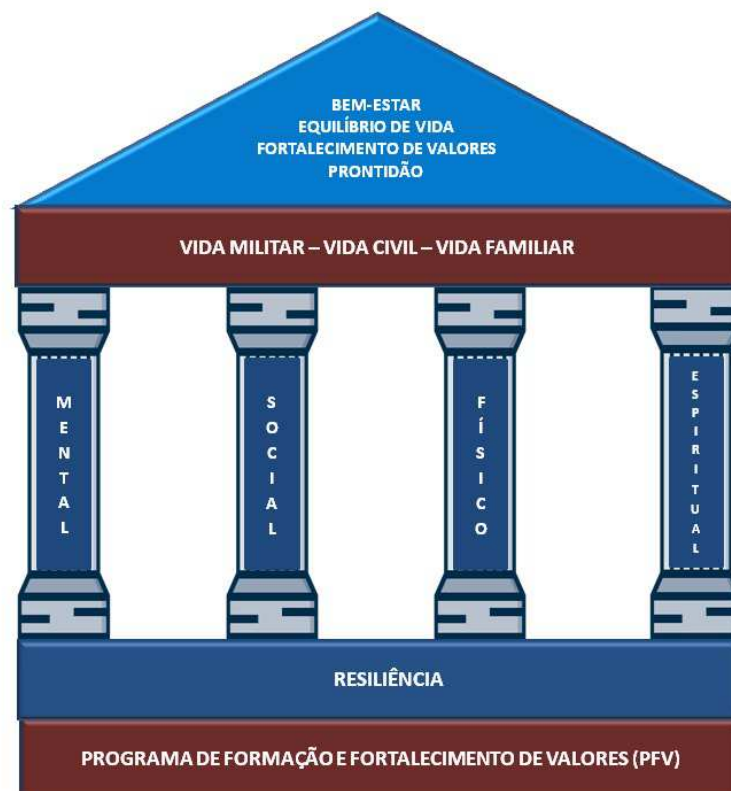 BEM-ESTAR
EQUILÍBRIO DE VIDA
FORTALECIMENTO DE VALORES
PRONTIDÃO
VIDA MILITAR – VIDA CIVIL – VIDA FAMILIAR
MENTAL
SOCIAL
FÍSICO
ESPIRITUAL
RESILIÊNCIA
PROGRAMA DE FORMAÇÃO E FORTALECIMENTO DE VALORES (PFV)